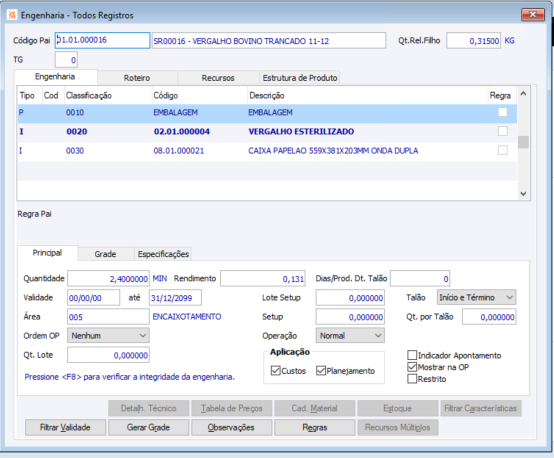 Engenharia - Todos Registros
Código Pai 01.01.000016 SR00016 - VERGALHO BOVINO TRANCADO 11-12 Qt.Rel.Filho 0,31500 KG
TG 0
Engenharia Roteiro Recursos Estrutura de Produto
Tipo Cod Classificação Código Descrição Regra
P 0010 EMBALAGEM EMBALAGEM
I 0020 02.01.000004 VERGALHO ESTERILIZADO
I 0030 08.01.000021 CAIXA PAPELAO 559X381X203MM ONDA DUPLA
Regra Pai
Principal Grade Especificações
Quantidade 2,4000000 MIN Rendimento 0,131 Dias/Prod. Dt. Talão 0
Validade 00/00/00 até 31/12/2099 Lote Setup 0,000000 Talão Início e Término
Área 005 ENCAIXOTAMENTO Setup 0,000000 Qt. por Talão 0,000000
Ordem OP Nenhum Operação Normal
Qt. Lote 0,000000 Aplicação Indicador Apontamento
Custos Planejamento Mostrar na OP
Pressione <F8> para verificar a integridade da engenharia. Restrito
Detalh. Técnico Tabela de Preços Cad. Material Estoque Filtrar Características
Filtrar Validade Gerar Grade Observações Regras Recursos Múltiplos